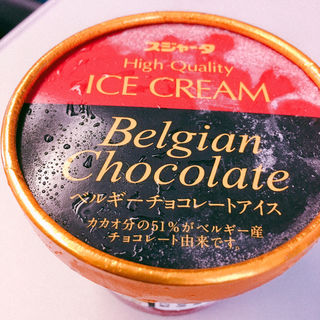 スジャータ
High-Quality
ICE CREAM
Belgian
Chocolate
ベルギーチョコレートアイス
カカオ分の51%がベルギー産
チョコレート由来です。